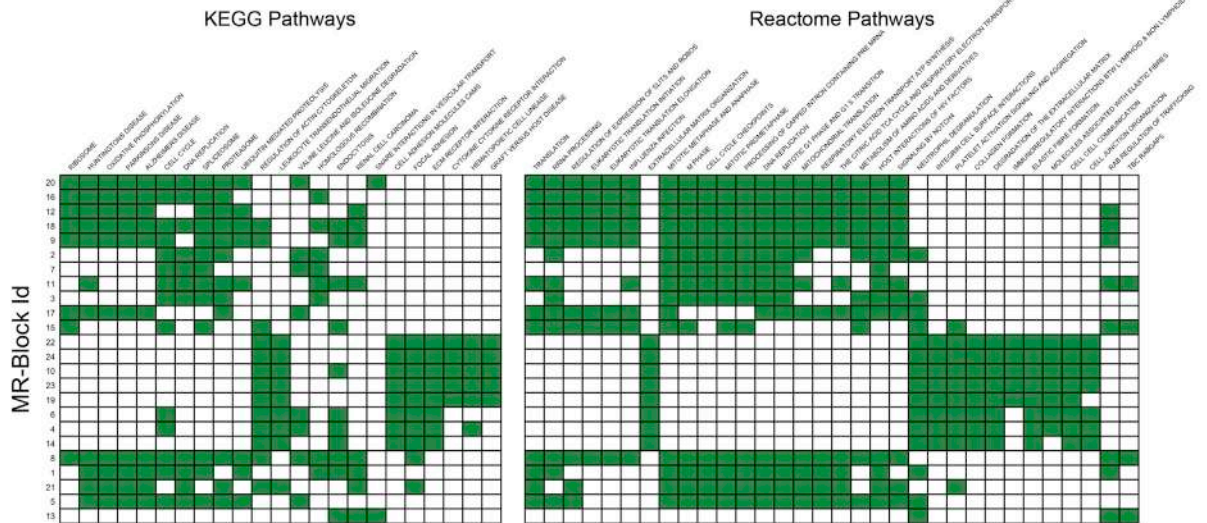 KEGG Pathways
Reactome Pathways
RIBOSOME
HUNTINGTONS DISEASE
OXIDATIVE PHOSPHORYLATION
PARKINSONS DISEASE
ALZHEIMERS DISEASE
CELL CYCLE
DNA REPLICATION
SPLICEOSOME
PROTEASOME
UBIQUITIN MEDIATED PROTEOLYSIS
REGULATION OF ACTIN CYTOSKELETON
LEUKOCYTE TRANSENDOTHELIAL MIGRATION
VALINE LEUCINE AND ISOLEUCINE DEGRADATION
HOMOLOGOUS RECOMBINATION
ENDOCYTOSIS
RENAL CELL CARCINOMA
SNARE INTERACTIONS IN VESICULAR TRANSPORT
CELL ADHESION MOLECULES CAMS
FOCAL ADHESION
ECM RECEPTOR INTERACTION
CYTOKINE CYTOKINE RECEPTOR INTERACTION
HEMATOPOIETIC CELL LINEAGE
GRAFT VERSUS HOST DISEASE
TRANSLATION
RRNA PROCESSING
REGULATION OF EXPRESSION OF SLITS AND ROBOS
EUKARYOTIC TRANSLATION INITIATION
EUKARYOTIC TRANSLATION ELONGATION
INFLUENZA INFECTION
EXTRACELLULAR MATRIX ORGANIZATION
MITOTIC METAPHASE AND ANAPHASE
M PHASE
CELL CYCLE CHECKPOINTS
MITOTIC PROMETAPHASE
PROCESSING OF CAPPED INTRON CONTAINING PRE MRNA
DNA REPLICATION
MITOTIC G1 PHASE AND G1 S TRANSITION
MITOCHONDRIAL TRANSLATION
RESPIRATORY ELECTRON TRANSPORT ATP SYNTHESIS
THE CITRIC ACID TCA CYCLE AND RESPIRATORY ELECTRON TRANSPORT
METABOLISM OF AMINO ACIDS AND DERIVATIVES
HOST INTERACTIONS OF HIV FACTORS
SIGNALING BY NOTCH4
NEUTROPHIL DEGRANULATION
INTEGRIN CELL SURFACE INTERACTIONS
PLATELET ACTIVATION SIGNALING AND AGGREGATION
COLLAGEN FORMATION
DEGRADATION OF THE EXTRACELLULAR MATRIX
IMMUNOREGULATORY INTERACTIONS BTW LYMPHOID & NON LYMPHOID
ELASTIC FIBRE FORMATION
MOLECULES ASSOCIATED WITH ELASTIC FIBRES
CELL CELL COMMUNICATION
CELL JUNCTION ORGANIZATION
RAB REGULATION OF TRAFFICKING
TBC RABGAPS
MR-Block Id
20
16
12
18
9
2
7
11
3
17
15
22
24
10
23
19
6
4
14
8
1
21
5
13